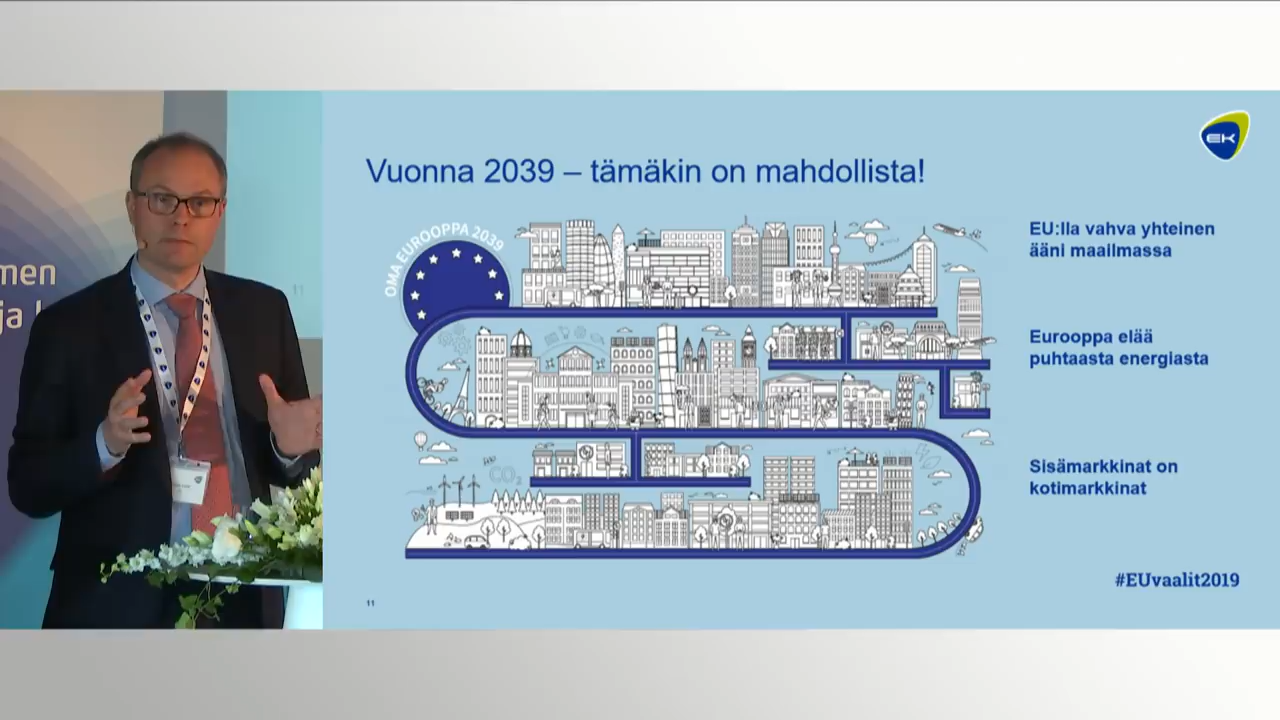 men
ja
11
EK
Vuonna 2039 – tämäkin on mahdollista!
OMA EUROOPPA 2039
EU:lla vahva yhteinen
ääni maailmassa
Eurooppa elää
puhtaasta energiasta
CO₂
Sisämarkkinat on
kotimarkkinat
#EUvaalit2019
11